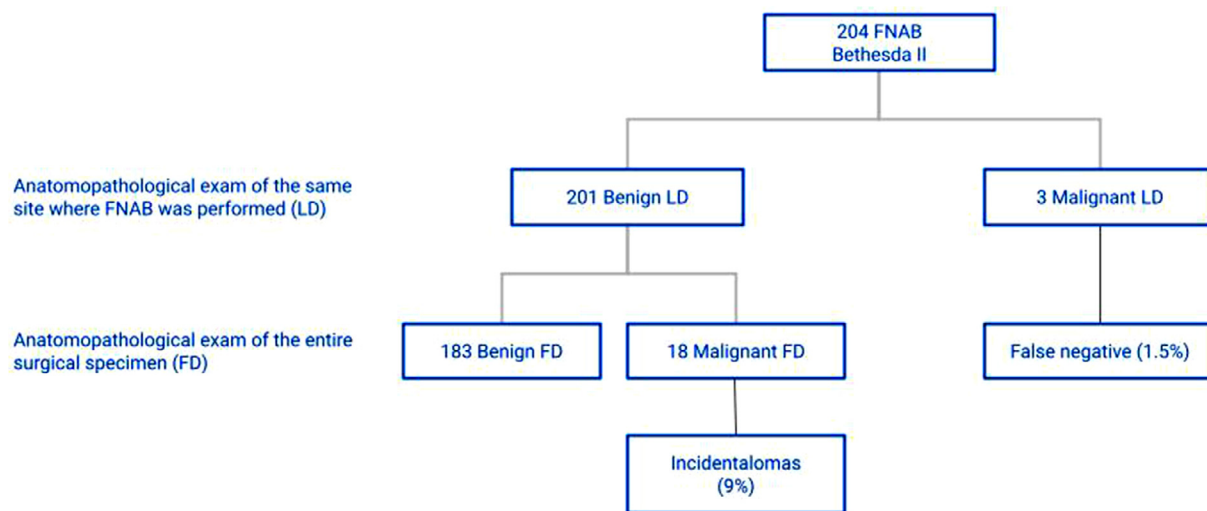 204 FNAB
Bethesda II
Anatomopathological exam of the same
site where FNAB was performed (LD)
201 Benign LD
3 Malignant LD
Anatomopathological exam of the entire
surgical specimen (FD)
183 Benign FD
18 Malignant FD
False negative (1.5%)
Incidentalomas
(9%)